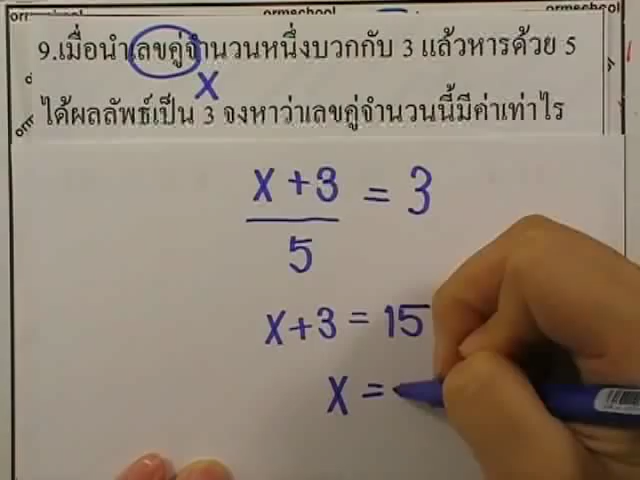 ormschool ormschool
9.เมื่อนำเลขคู่จำนวนหนึ่งบวกกับ 3 แล้วหารด้วย 5
x
ได้ผลลัพธ์เป็น 3 จงหาว่าเลขคู่จำนวนนี้มีค่าเท่าไร
x + 3 = 3
5
x + 3 = 15
x =